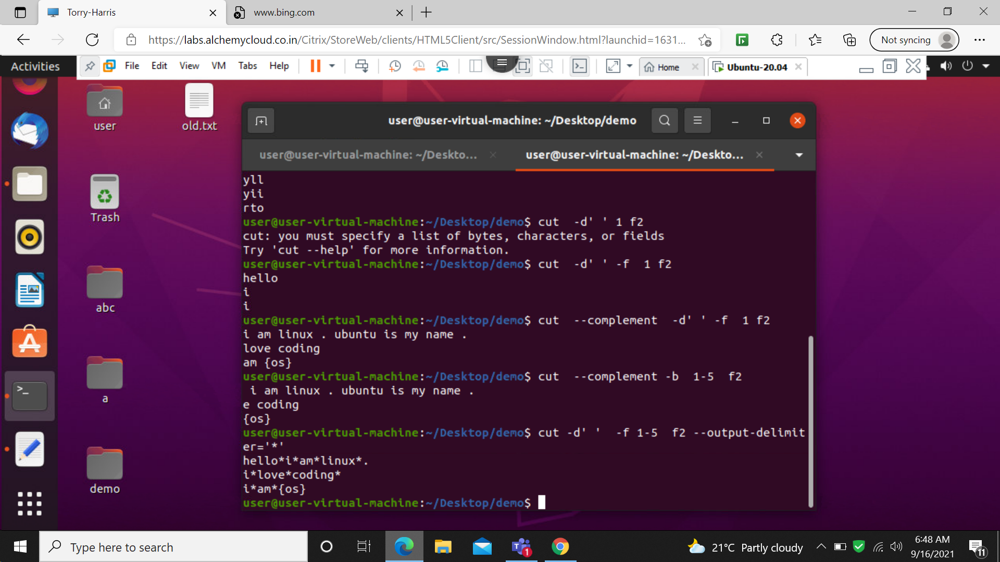 Torry-Harris
www.bing.com
https://labs.alchemycloud.co.in/Citrix/StoreWeb/clients/HTML5Client/src/SessionWindow.html?launchid=1631...
Not syncing
Activities
File Edit View VM Tabs Help
Home
Ubuntu-20.04
user
old.txt
Trash
abc
a
demo
user@user-virtual-machine: ~/Desktop/demo
user@user-virtual-machine: ~/Deskto...
user@user-virtual-machine: ~/Deskto...
yll
yii
rto
user@user-virtual-machine:~/Desktop/demo$ cut  -d' ' 1 f2
cut: you must specify a list of bytes, characters, or fields
Try 'cut --help' for more information.
user@user-virtual-machine:~/Desktop/demo$ cut  -d' ' -f  1 f2
hello
i
i
user@user-virtual-machine:~/Desktop/demo$ cut  --complement  -d' ' -f  1 f2
i am linux . ubuntu is my name .
love coding
am {os}
user@user-virtual-machine:~/Desktop/demo$ cut  --complement -b  1-5  f2
 i am linux . ubuntu is my name .
e coding
{os}
user@user-virtual-machine:~/Desktop/demo$ cut -d' '  -f 1-5  f2 --output-delimit
er='*'
hello*i*am*linux*.
i*love*coding*
i*am*{os}
user@user-virtual-machine:~/Desktop/demo$
Type here to search
1
21°C Partly cloudy
6:48 AM
9/16/2021
11